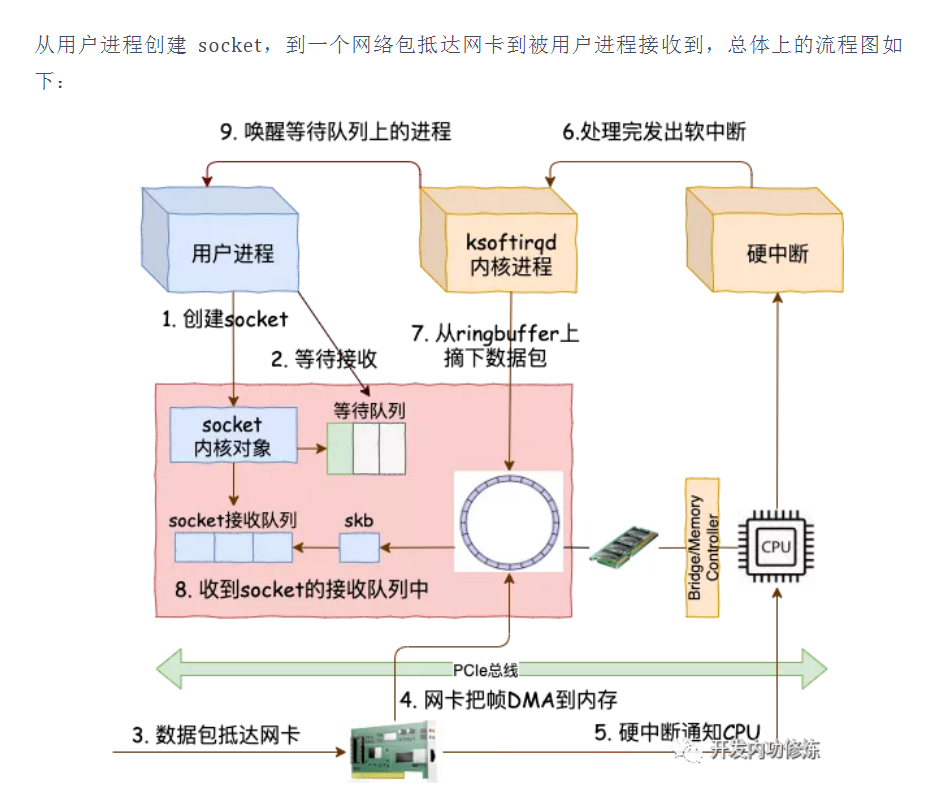 从用户进程创建 socket，到一个网络包抵达网卡到被用户进程接收到，总体上的流程图如
下：
9. 唤醒等待队列上的进程
6.处理完发出软中断
用户进程
ksoftirqd
内核进程
硬中断
1. 创建socket
2. 等待接收
7. 从ringbuffer上
摘下数据包
等待队列
socket
内核对象
socket接收队列
skb
8. 收到socket的接收队列中
Bridge/Memory
Controller
CPU
PCIe总线
4. 网卡把帧DMA到内存
3. 数据包抵达网卡
5. 硬中断通知CPU
开发内功修炼